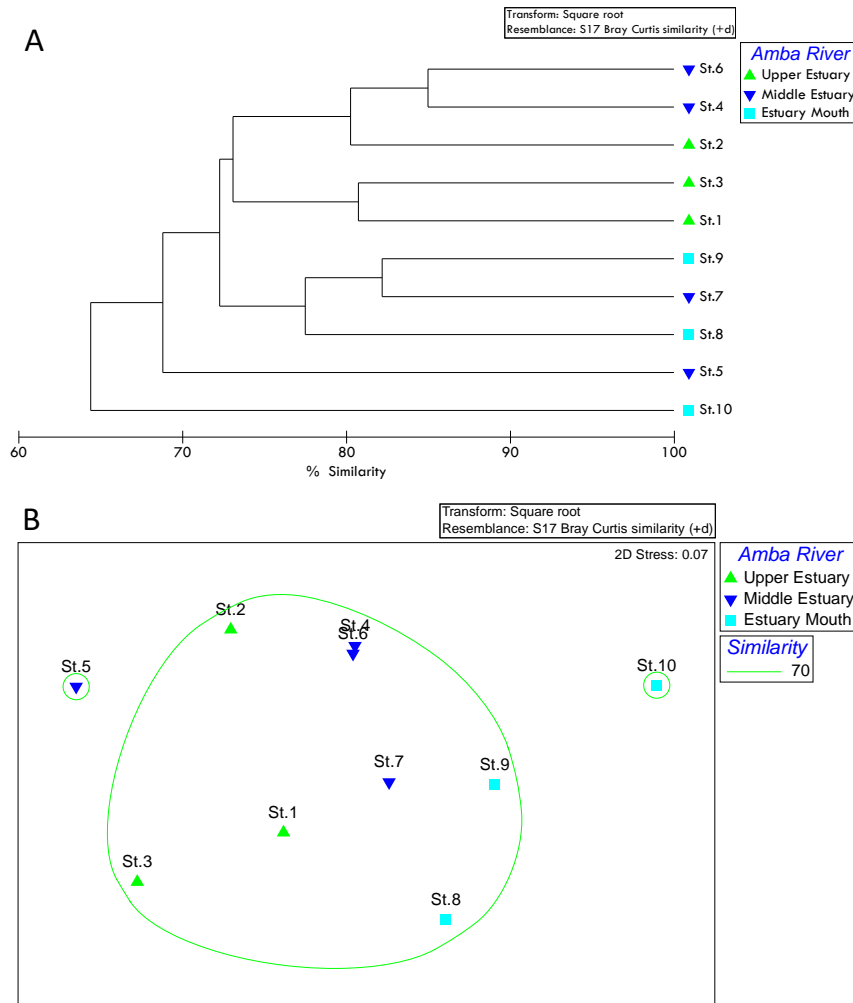 A
Transform: Square root
Resemblance: S17 Bray Curtis similarity (+d)
Amba River
Upper Estuary
Middle Estuary
Estuary Mouth
St.6
St.4
St.2
St.3
St.1
St.9
St.7
St.8
St.5
St.10
60 70 80 90 100
% Similarity
B
Transform: Square root
Resemblance: S17 Bray Curtis similarity (+d)
2D Stress: 0.07
Amba River
Upper Estuary
Middle Estuary
Estuary Mouth
Similarity
70
St.2
St.4
St.6
St.5
St.10
St.7
St.9
St.1
St.3
St.8